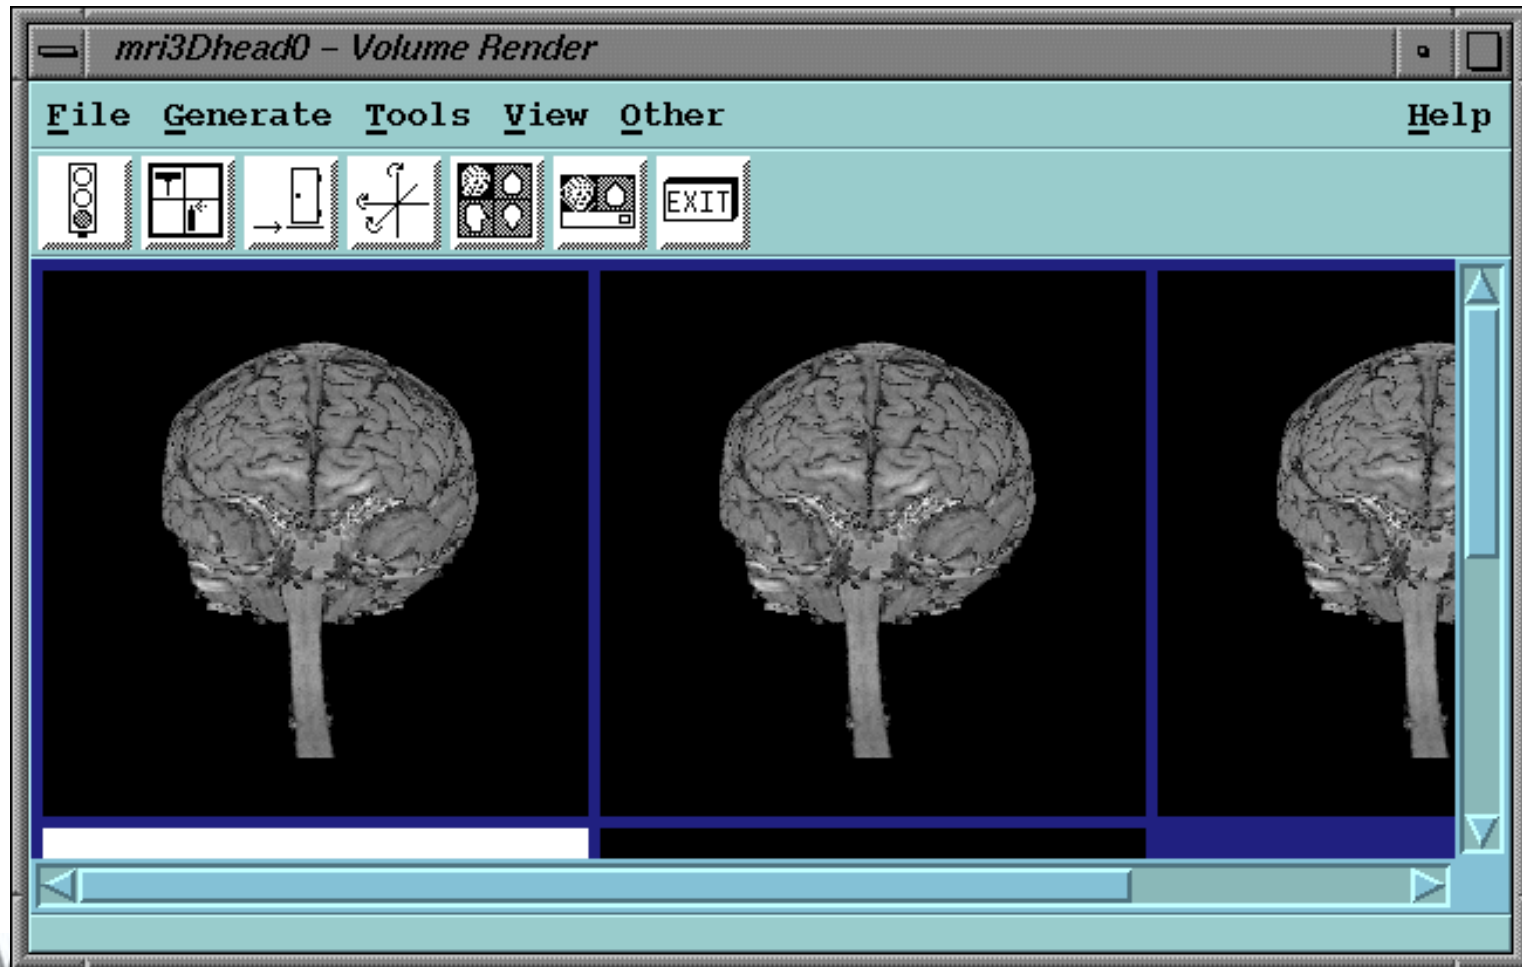 mri3Dhead0 – Volume Render
File Generate Tools View Other Help
EXIT